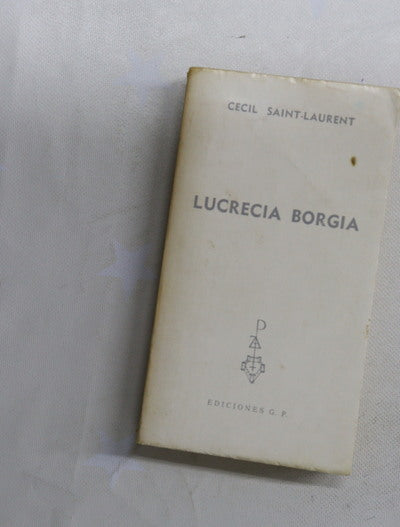 CECIL SAINT-LAURENT
LUCRECIA BORGIA
EDICIONES G. P.